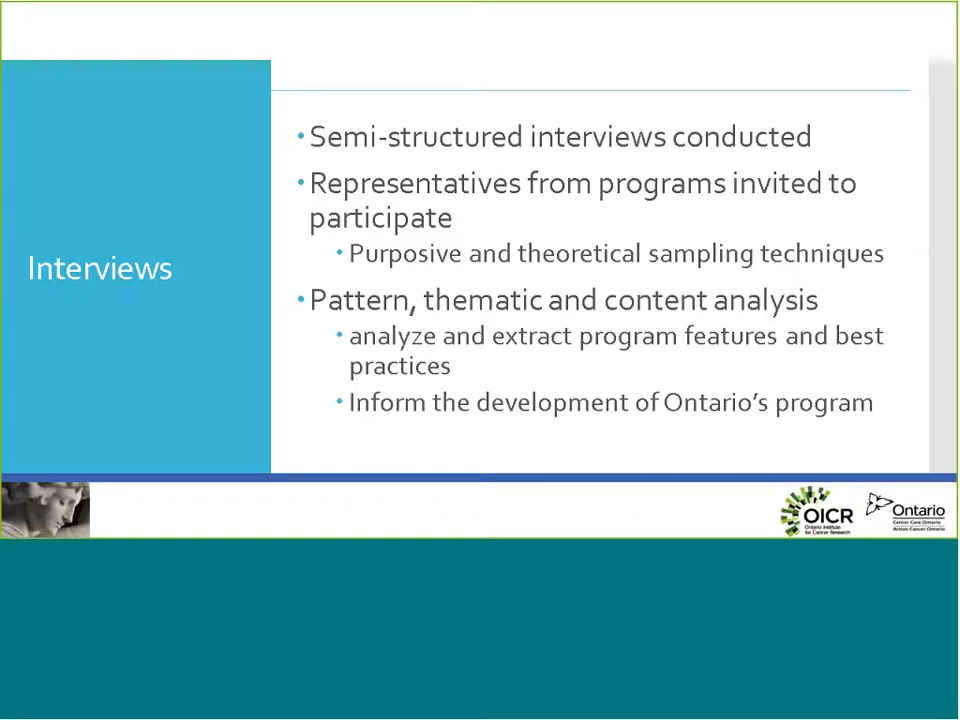 Interviews
• Semi-structured interviews conducted
• Representatives from programs invited to
participate
• Purposive and theoretical sampling techniques
• Pattern, thematic and content analysis
• analyze and extract program features and best
practices
• Inform the development of Ontario's program
OICR
Ontario Institute
for Cancer Research
Ontario
Cancer Care Ontario
Action Cancer Ontario